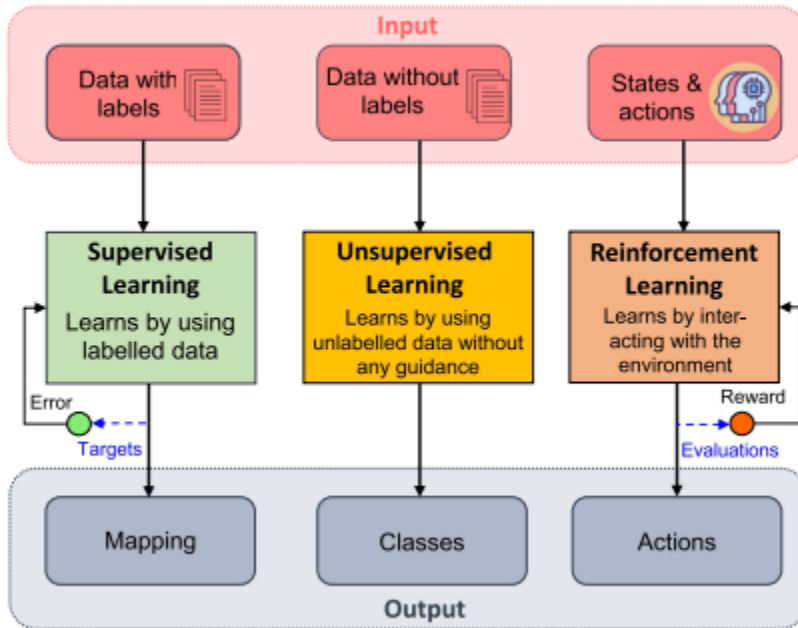 Input
Data with
labels
Data without
labels
States &
actions
Supervised
Learning
Learns by using
labelled data
Unsupervised
Learning
Learns by using
unlabelled data without
any guidance
Reinforcement
Learning
Learns by inter-
acting with the
environment
Error
Targets
Reward
Evaluations
Mapping
Classes
Actions
Output